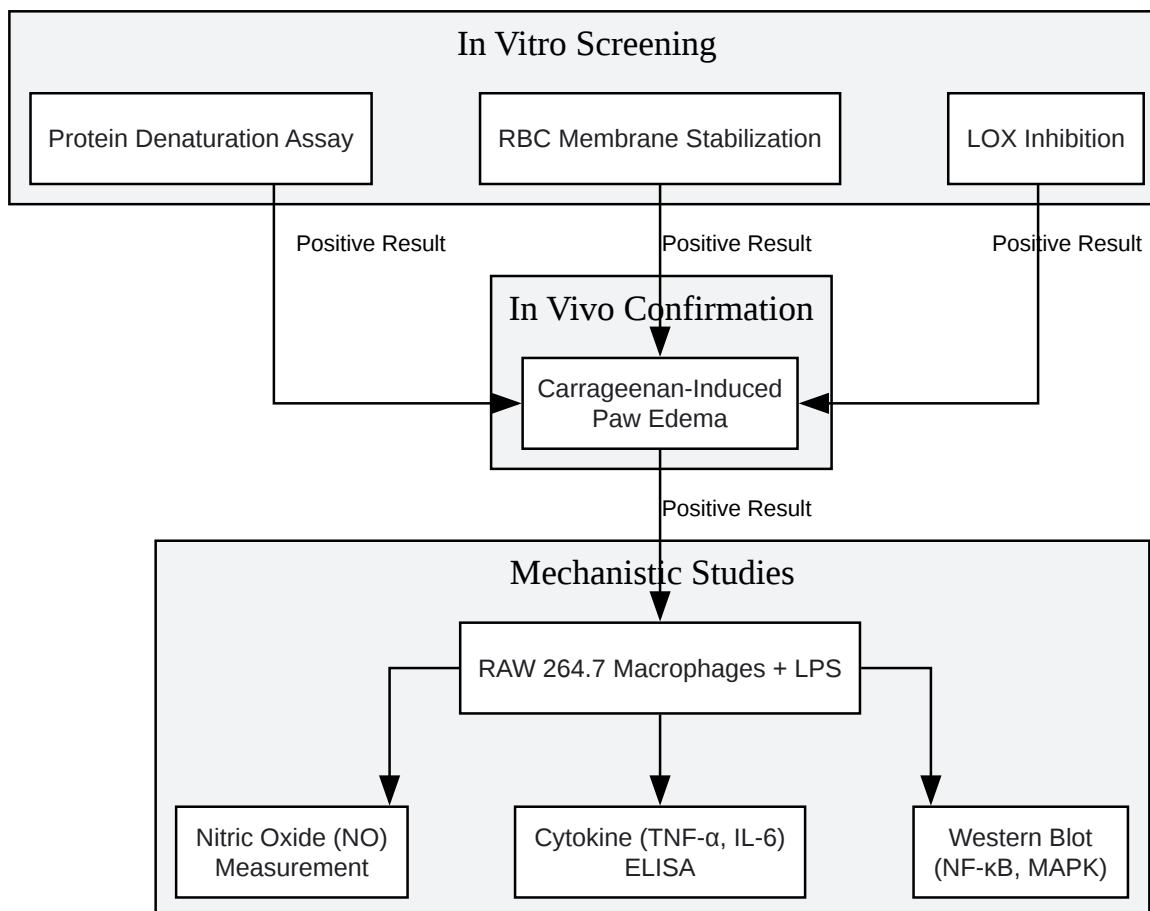 In Vitro Screening
Protein Denaturation Assay
RBC Membrane Stabilization
LOX Inhibition
Positive Result
Positive Result
Positive Result
In Vivo Confirmation
Carrageenan-Induced
Paw Edema
Positive Result
Mechanistic Studies
RAW 264.7 Macrophages + LPS
Nitric Oxide (NO)
Measurement
Cytokine (TNF-α, IL-6)
ELISA
Western Blot
(NF-κB, MAPK)